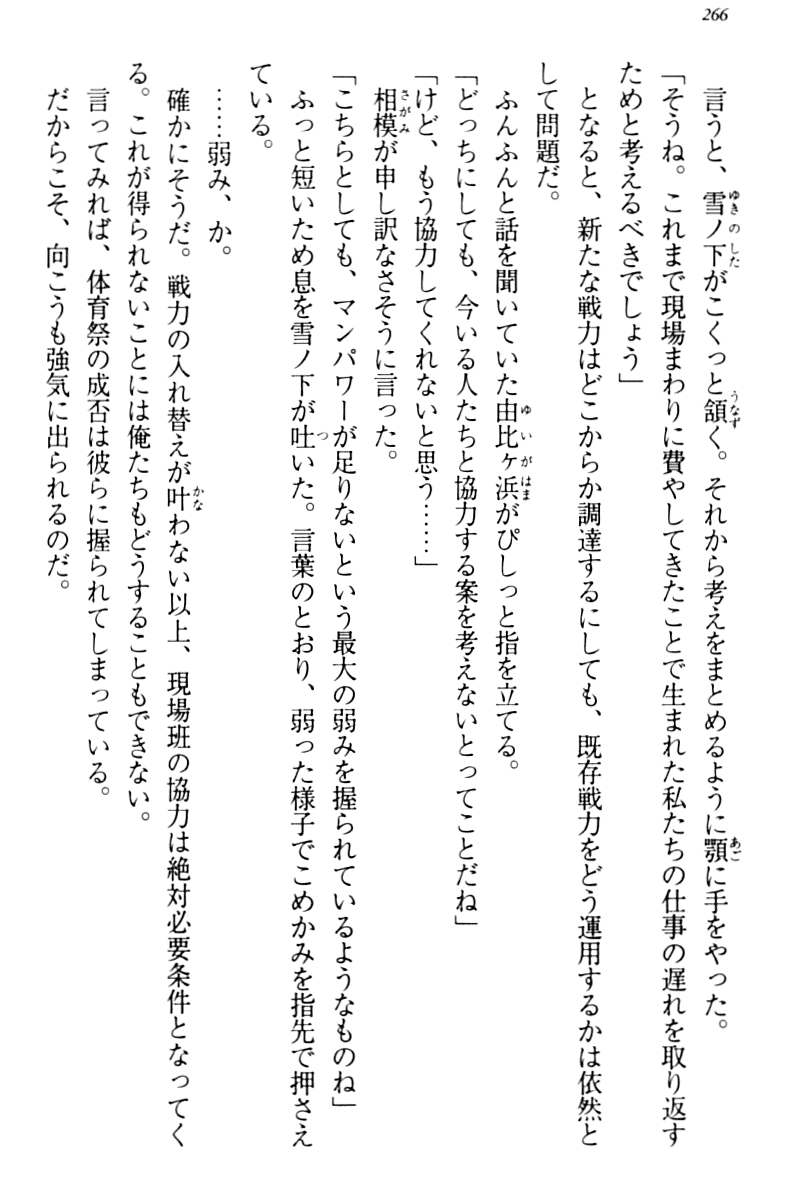 266
言うと、雪ノ下がこくっと頷く。それから考えをまとめるように顎に手をやった。
「そうね。これまで現場まわりに費やしてきたことで生まれた私たちの仕事の遅れを取り返す
ためと考えるべきでしょう」
となると、新たな戦力はどこからか調達するにしても、既存戦力をどう運用するかは依然と
して問題だ。
ふんふんと話を聞いていた由比ヶ浜がぴしっと指を立てる。
「どっちにしても、今いる人たちと協力する案を考えないとってことだね」
「けど、もう協力してくれないと思う……」
相模が申し訳なさそうに言った。
「こちらとしても、マンパワーが足りないという最大の弱みを握られているようなものね」
ふっと短いため息を雪ノ下が吐いた。言葉のとおり、弱った様子でこめかみを指先で押さえ
ている。
……弱み、か。
確かにそうだ。戦力の入れ替えが叶わない以上、現場班の協力は絶対必要条件となってく
る。これが得られないことには俺たちもどうすることもできない。
言ってみれば、体育祭の成否は彼らに握られてしまっている。
だからこそ、向こうも強気に出られるのだ。